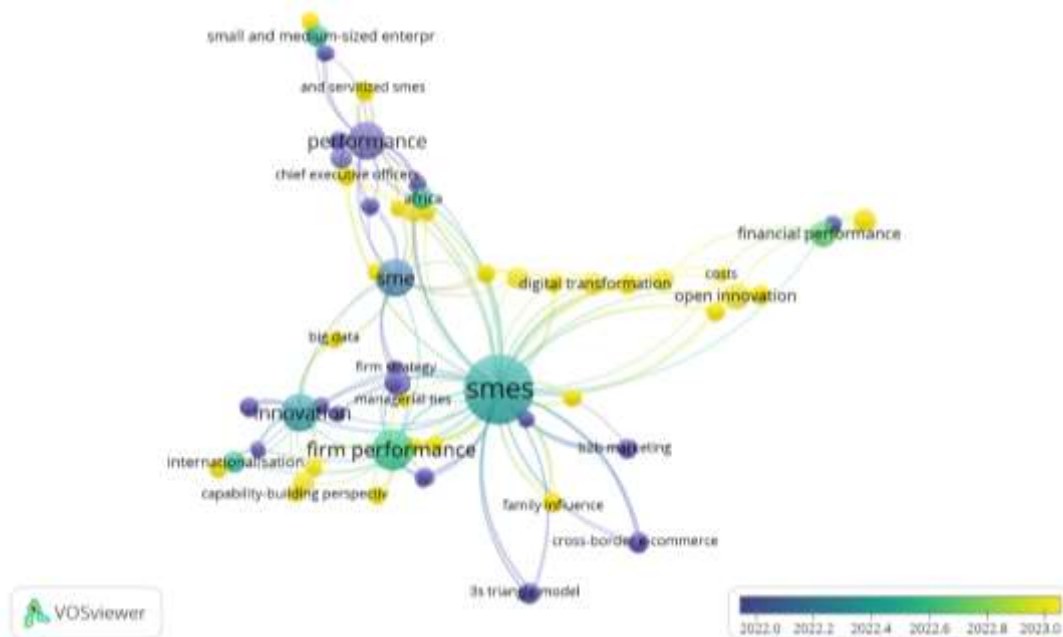 small and medium-sized enterpr
and servitized smes
performance
chief executive officers
africa
financial performance
sme
digital transformation
costs
open innovation
big data
firm strategy
smes
managerial ties
innovation
firm performance
b2b marketing
internationalisation
capability-building perspectiv
family influence
cross-border e-commerce
3s triangle model
VOSviewer
2022.0 2022.2 2022.4 2022.6 2022.8 2023.0